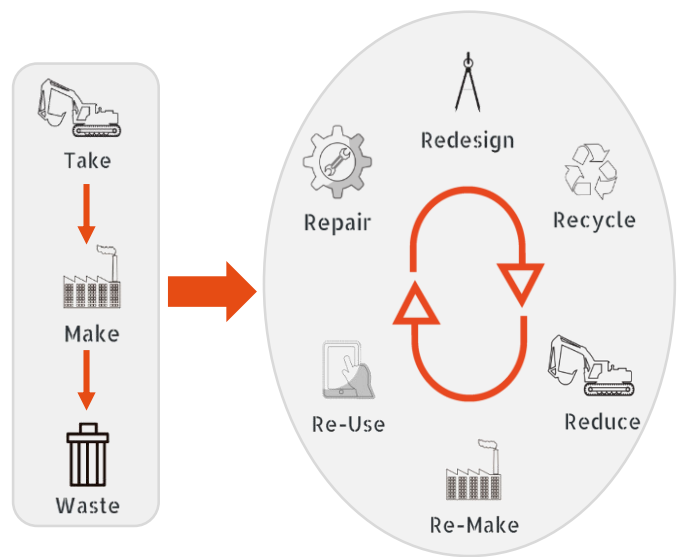 Take
Make
Waste
Redesign
Repair
Recycle
Re-Use
Reduce
Re-Make